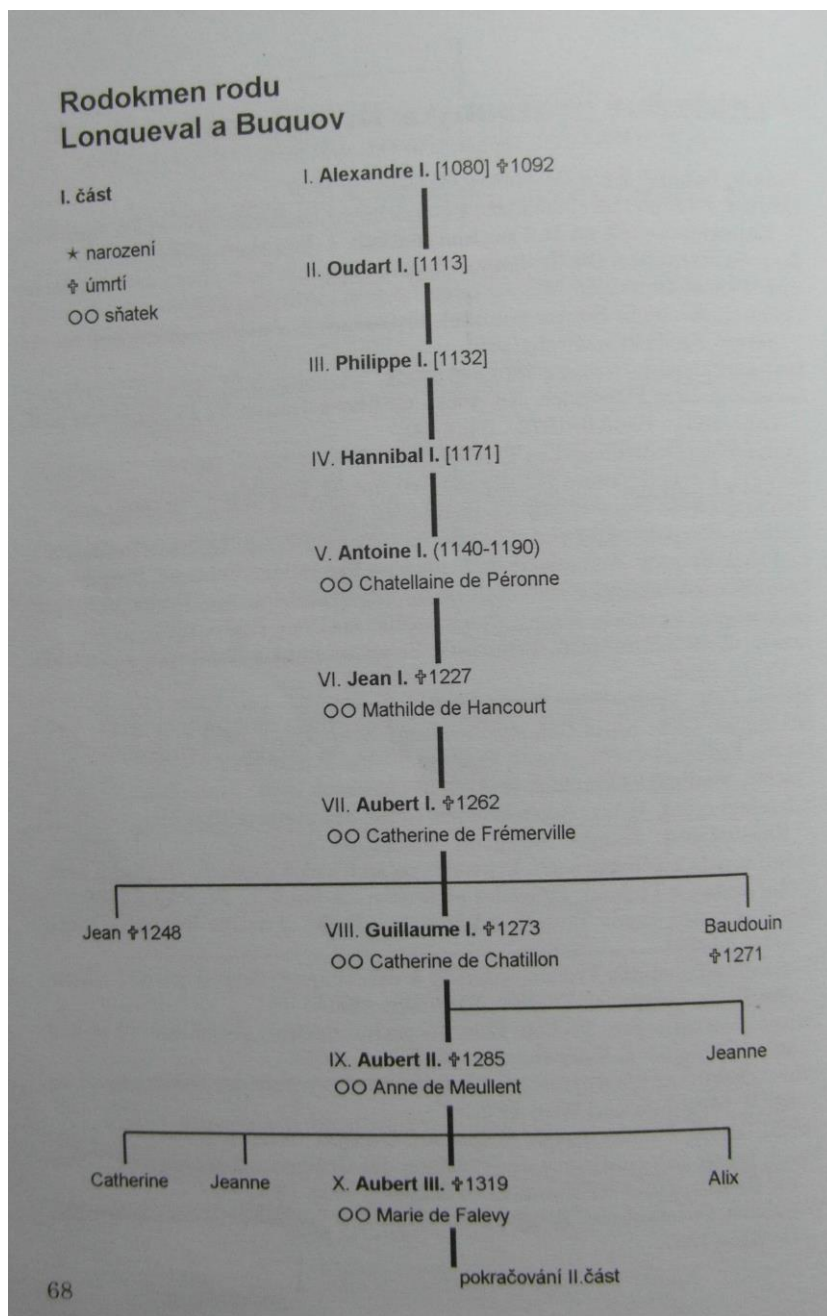 Rodokmen rodu
Longueval a Buquoy
I. část
★ narození
✞ úmrtí
OO sňatek
I. Alexandre I. [1080] ✞1092
II. Oudart I. [1113]
III. Philippe I. [1132]
IV. Hannibal I. [1171]
V. Antoine I. (1140-1190)
OO Chatellaine de Péronne
VI. Jean I. ✞1227
OO Mathilde de Hancourt
VII. Aubert I. ✞1262
OO Catherine de Frémerville
Jean ✞1248
VIII. Guillaume I. ✞1273
OO Catherine de Chatillon
Baudouin
✞1271
IX. Aubert II. ✞1285
OO Anne de Meullent
Jeanne
Catherine
Jeanne
X. Aubert III. ✞1319
OO Marie de Falevy
Alix
pokračování II.část
68